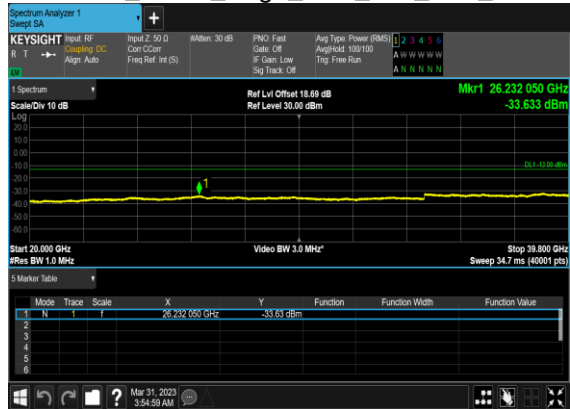 Spectrum Analyzer 1
Swept SA
+
KEYSIGHT Input: RF Input Z: 50 Ω #Atten: 30 dB PNO: Fast Avg Type: Power (RMS) 1 2 3 4 5 6
R T Coupling: DC Corr CCorr Gate: Off Avg|Hold: 100/100 A W W W W W
Align: Auto Freq Ref: Int (S) IF Gain: Low Trig: Free Run A N N N N N
Sig Track: Off
1 Spectrum Ref Lvl Offset 18.69 dB Mkr1 26.232 050 GHz
Scale/Div 10 dB Ref Level 30.00 dBm -33.633 dBm
Log
20.0
10.0
0.00
-10.0
DL1 -13.00 dBm
-20.0
1
-30.0
-40.0
-50.0
-60.0
Start 20.000 GHz Video BW 3.0 MHz* Stop 39.800 GHz
#Res BW 1.0 MHz Sweep 34.7 ms (40001 pts)
5 Marker Table
Mode Trace Scale X Y Function Function Width Function Value
1 N 1 f 26.232 050 GHz -33.63 dBm
2
3
4
5
6
? Mar 31, 2023
3:54:59 AM